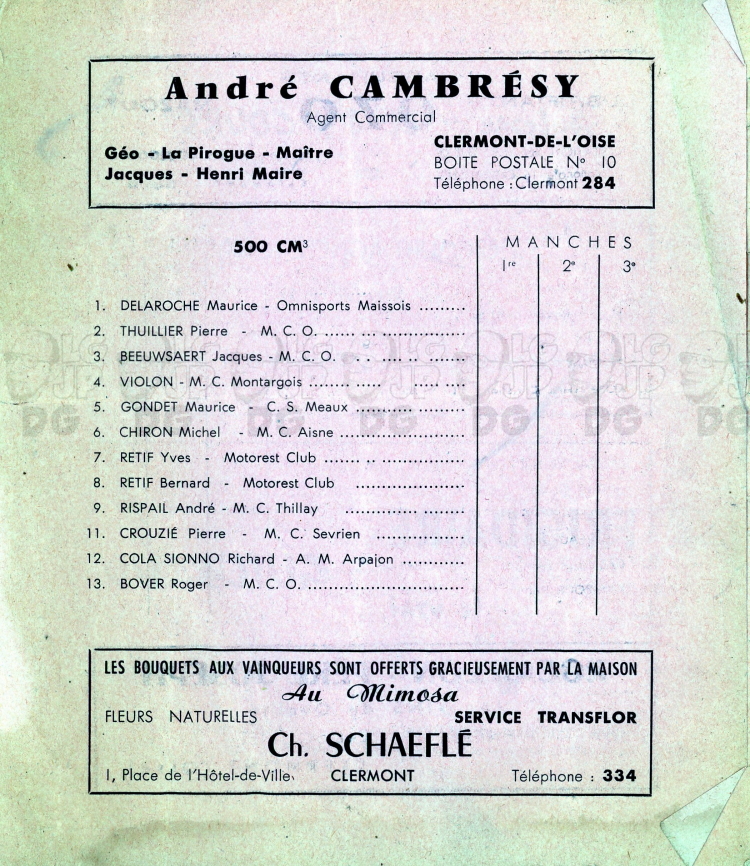 André CAMBRÉSY
Agent Commercial
Géo - La Pirogue - Maître
Jacques - Henri Maire
CLERMONT-DE-L'OISE
BOITE POSTALE N° 10
Téléphone : Clermont 284
500 CM³
MANCHES
1re 2e 3e
1. DELAROCHE Maurice - Omnisports Maissois .........
2. THUILLIER Pierre - M. C. O. ..... ......................
3. BEEUWSAERT Jacques - M. C. O. . . .... .. .......
4. VIOLON - M. C. Montargois ........ ..... ..... ...
5. GONDET Maurice - C. S. Meaux .......... .........
6. CHIRON Michel - M. C. Aisne .........................
7. RETIF Yves - Motorest Club ....... .. ...............
8. RETIF Bernard - Motorest Club ......................
9. RISPAIL André - M. C. Thillay ............... ........
11. CROUZIÉ Pierre - M. C. Sevrien ..................
12. COLA SIONNO Richard - A. M. Arpajon ............
13. BOVER Roger - M. C. O. ................................
LES BOUQUETS AUX VAINQUEURS SONT OFFERTS GRACIEUSEMENT PAR LA MAISON
Au Mimosa
FLEURS NATURELLES SERVICE TRANSFLOR
Ch. SCHAEFLÉ
1, Place de l'Hôtel-de-Ville. CLERMONT Téléphone : 334
LG
JP
DG